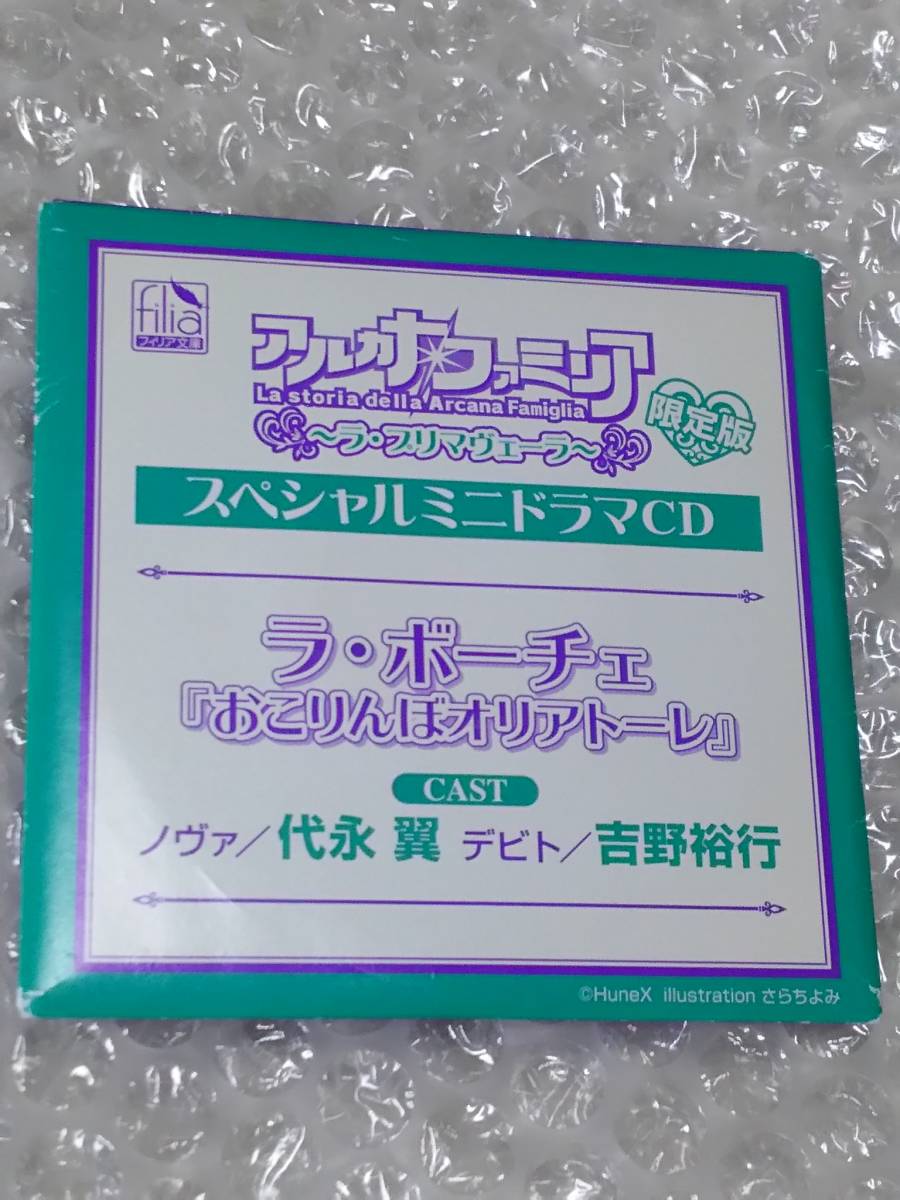 filia
フィリア文庫
アルカナ・ファミリア
La storia della Arcana Famiglia
～ラ・プリマヴェーラ～
限定版
スペシャルミニドラマCD
ラ・ボーチェ
『おこりんぼオリアトーレ』
CAST
ノヴァ／代永 翼 デビト／吉野裕行
©HuneX illustration さらちよみ